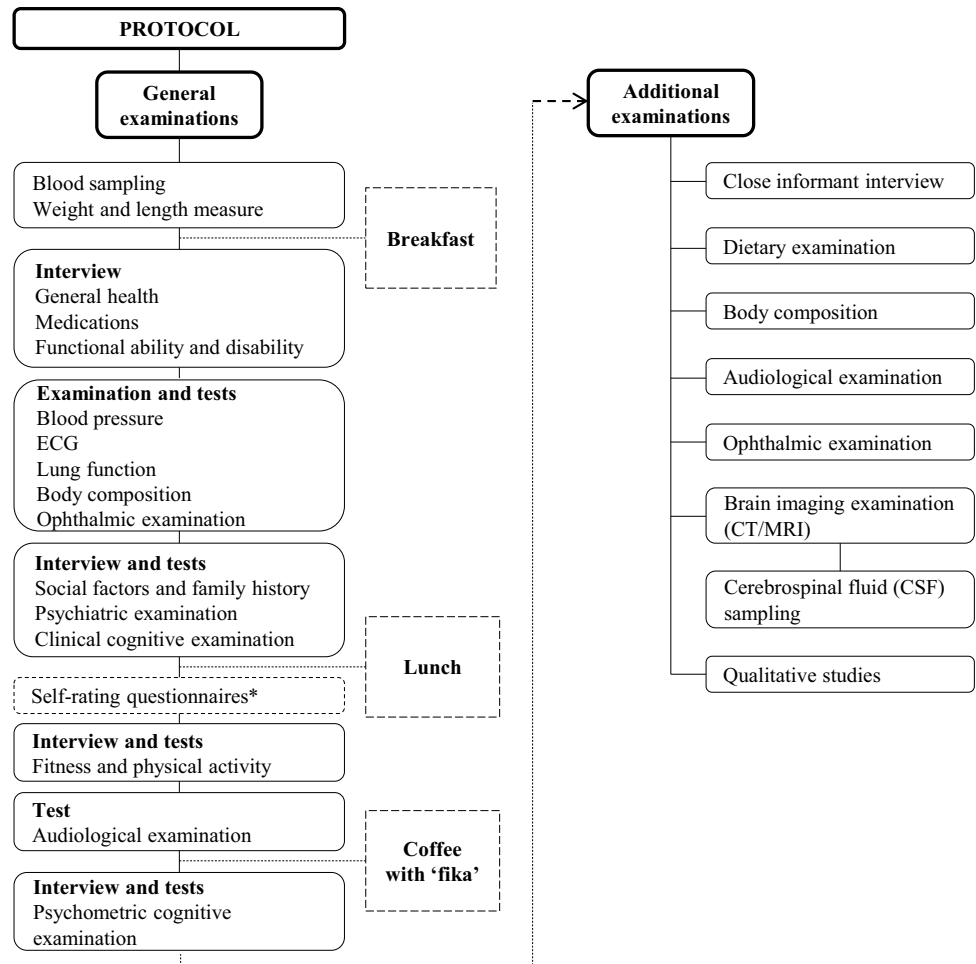 PROTOCOL
General
examinations
Blood sampling
Weight and length measure
Breakfast
Interview
General health
Medications
Functional ability and disability
Examination and tests
Blood pressure
ECG
Lung function
Body composition
Ophthalmic examination
Interview and tests
Social factors and family history
Psychiatric examination
Clinical cognitive examination
Lunch
Self-rating questionnaires*
Interview and tests
Fitness and physical activity
Test
Audiological examination
Coffee
with ‘fika’
Interview and tests
Psychometric cognitive
examination
Additional
examinations
Close informant interview
Dietary examination
Body composition
Audiological examination
Ophthalmic examination
Brain imaging examination
(CT/MRI)
Cerebrospinal fluid (CSF)
sampling
Qualitative studies